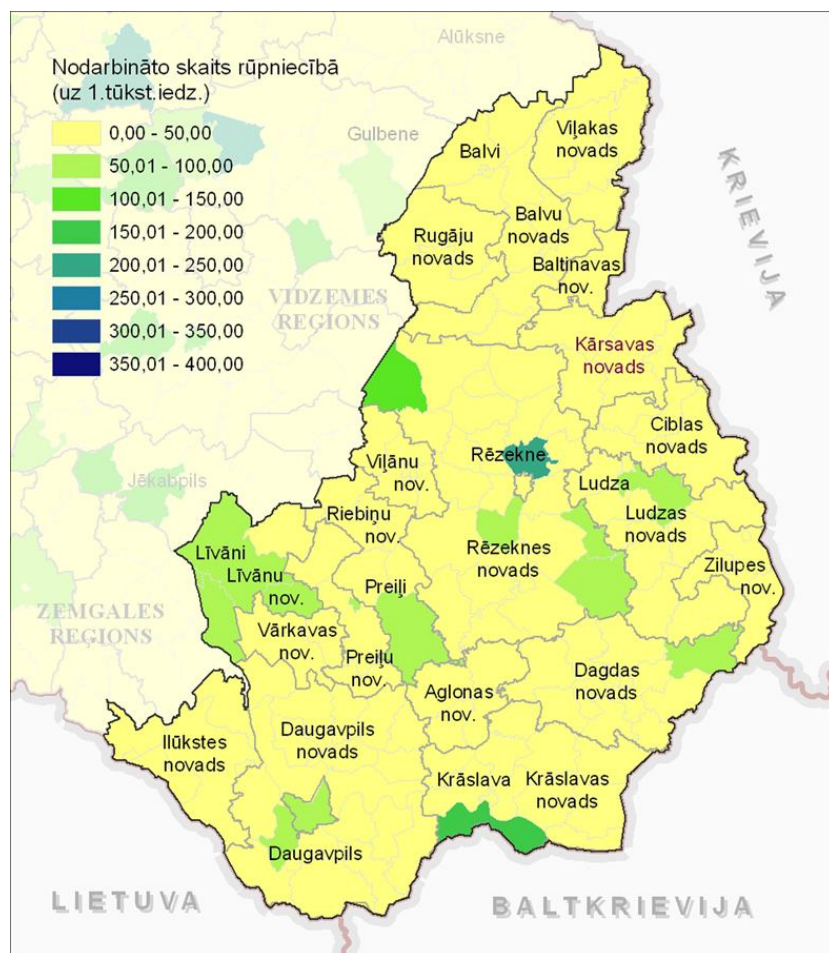 Alūksne
Nodarbināto skaits rūpniecībā
(uz 1.tūkst.iedz.)
0,00 - 50,00
50,01 - 100,00
100,01 - 150,00
150,01 - 200,00
200,01 - 250,00
250,01 - 300,00
300,01 - 350,00
350,01 - 400,00
Gulbene
Balvi
Viļakas
novads
KRIEVIJA
Rugāju
novads
Balvu
novads
Baltinavas
nov.
VIDZEMES
REGIONS
Kārsavas
novads
Ciblas
novads
Rēzekne
Viļānu
nov.
Ludza
Jēkabpils
Riebiņu
nov.
Ludzas
novads
Līvāni
Līvānu
nov.
Rēzeknes
novads
Zilupes
nov.
Preiļi
ZEMGALES
REĢIONS
Vārkavas
nov.
Preiļu
nov.
Aglonas
nov.
Dagdas
novads
Ilūkstes
novads
Daugavpils
novads
Krāslava
Krāslavas
novads
Daugavpils
LIETUVA
BALTKRIEVIJA